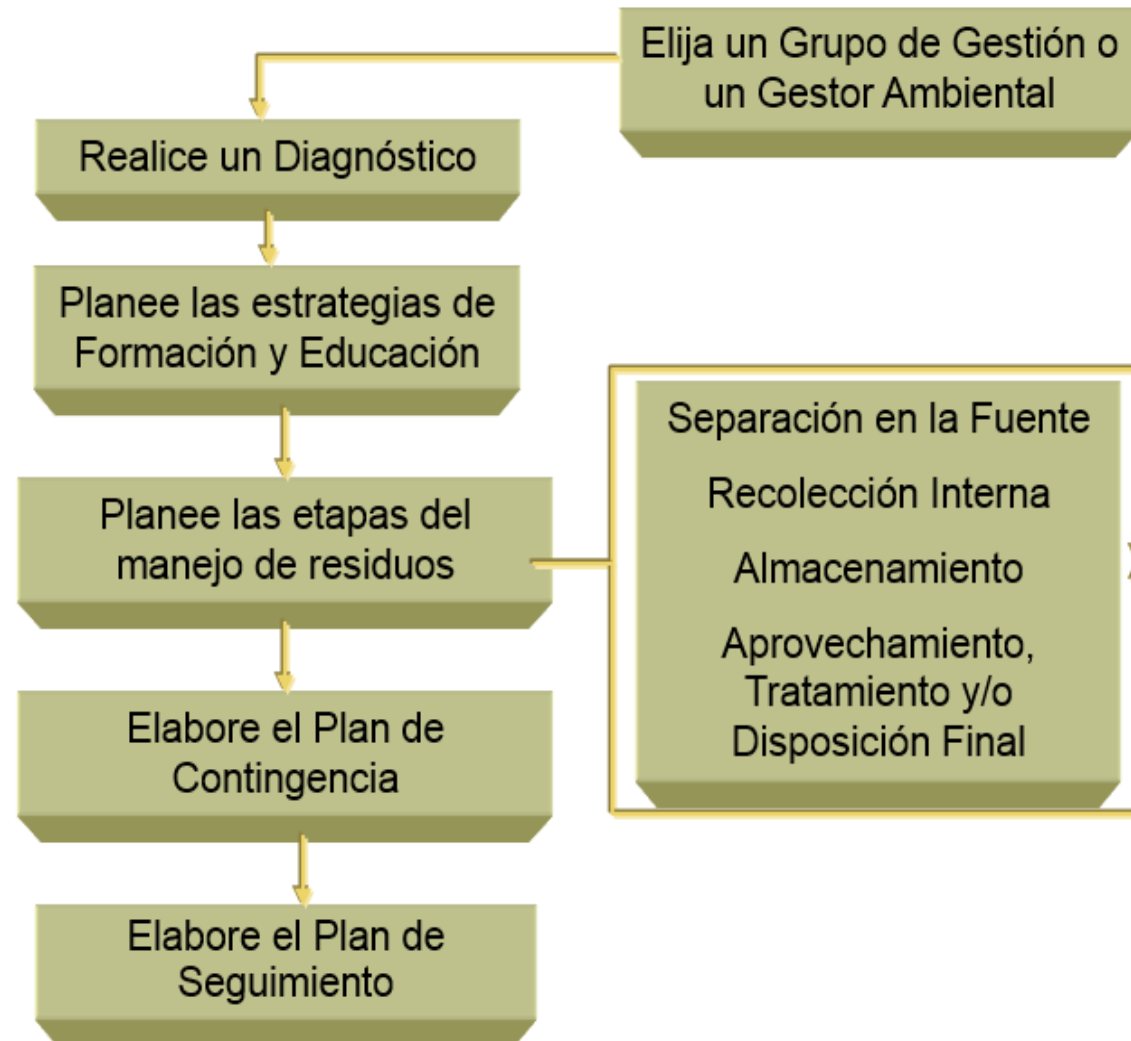 Elija un Grupo de Gestión o
un Gestor Ambiental
Realice un Diagnóstico
Planee las estrategias de
Formación y Educación
Planee las etapas del
manejo de residuos
Separación en la Fuente
Recolección Interna
Almacenamiento
Aprovechamiento,
Tratamiento y/o
Disposición Final
Elabore el Plan de
Contingencia
Elabore el Plan de
Seguimiento